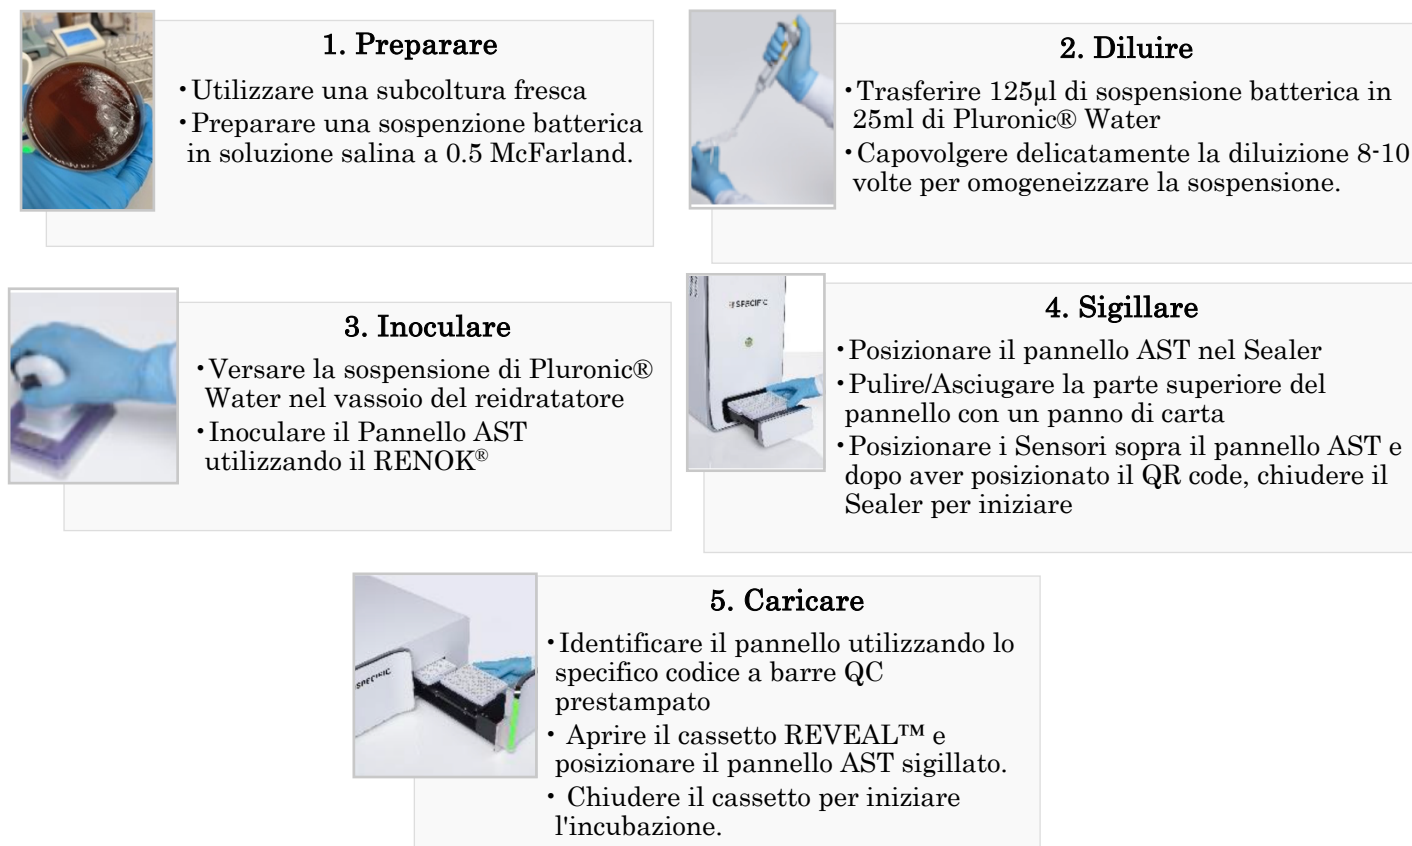 1. Preparare
•Utilizzare una subcoltura fresca
•Preparare una sospenzione batterica
in soluzione salina a 0.5 McFarland.
2. Diluire
•Trasferire 125µl di sospensione batterica in
25ml di Pluronic® Water
•Capovolgere delicatamente la diluizione 8-10
volte per omogeneizzare la sospensione.
3. Inoculare
•Versare la sospensione di Pluronic®
Water nel vassoio del reidratatore
•Inoculare il Pannello AST
utilizzando il RENOK®
SPECIFIC
4. Sigillare
•Posizionare il pannello AST nel Sealer
•Pulire/Asciugare la parte superiore del
pannello con un panno di carta
•Posizionare i Sensori sopra il pannello AST e
dopo aver posizionato il QR code, chiudere il
Sealer per iniziare
SPECIFIC
5. Caricare
•Identificare il pannello utilizzando lo
specifico codice a barre QC
prestampato
• Aprire il cassetto REVEAL™ e
posizionare il pannello AST sigillato.
• Chiudere il cassetto per iniziare
l'incubazione.